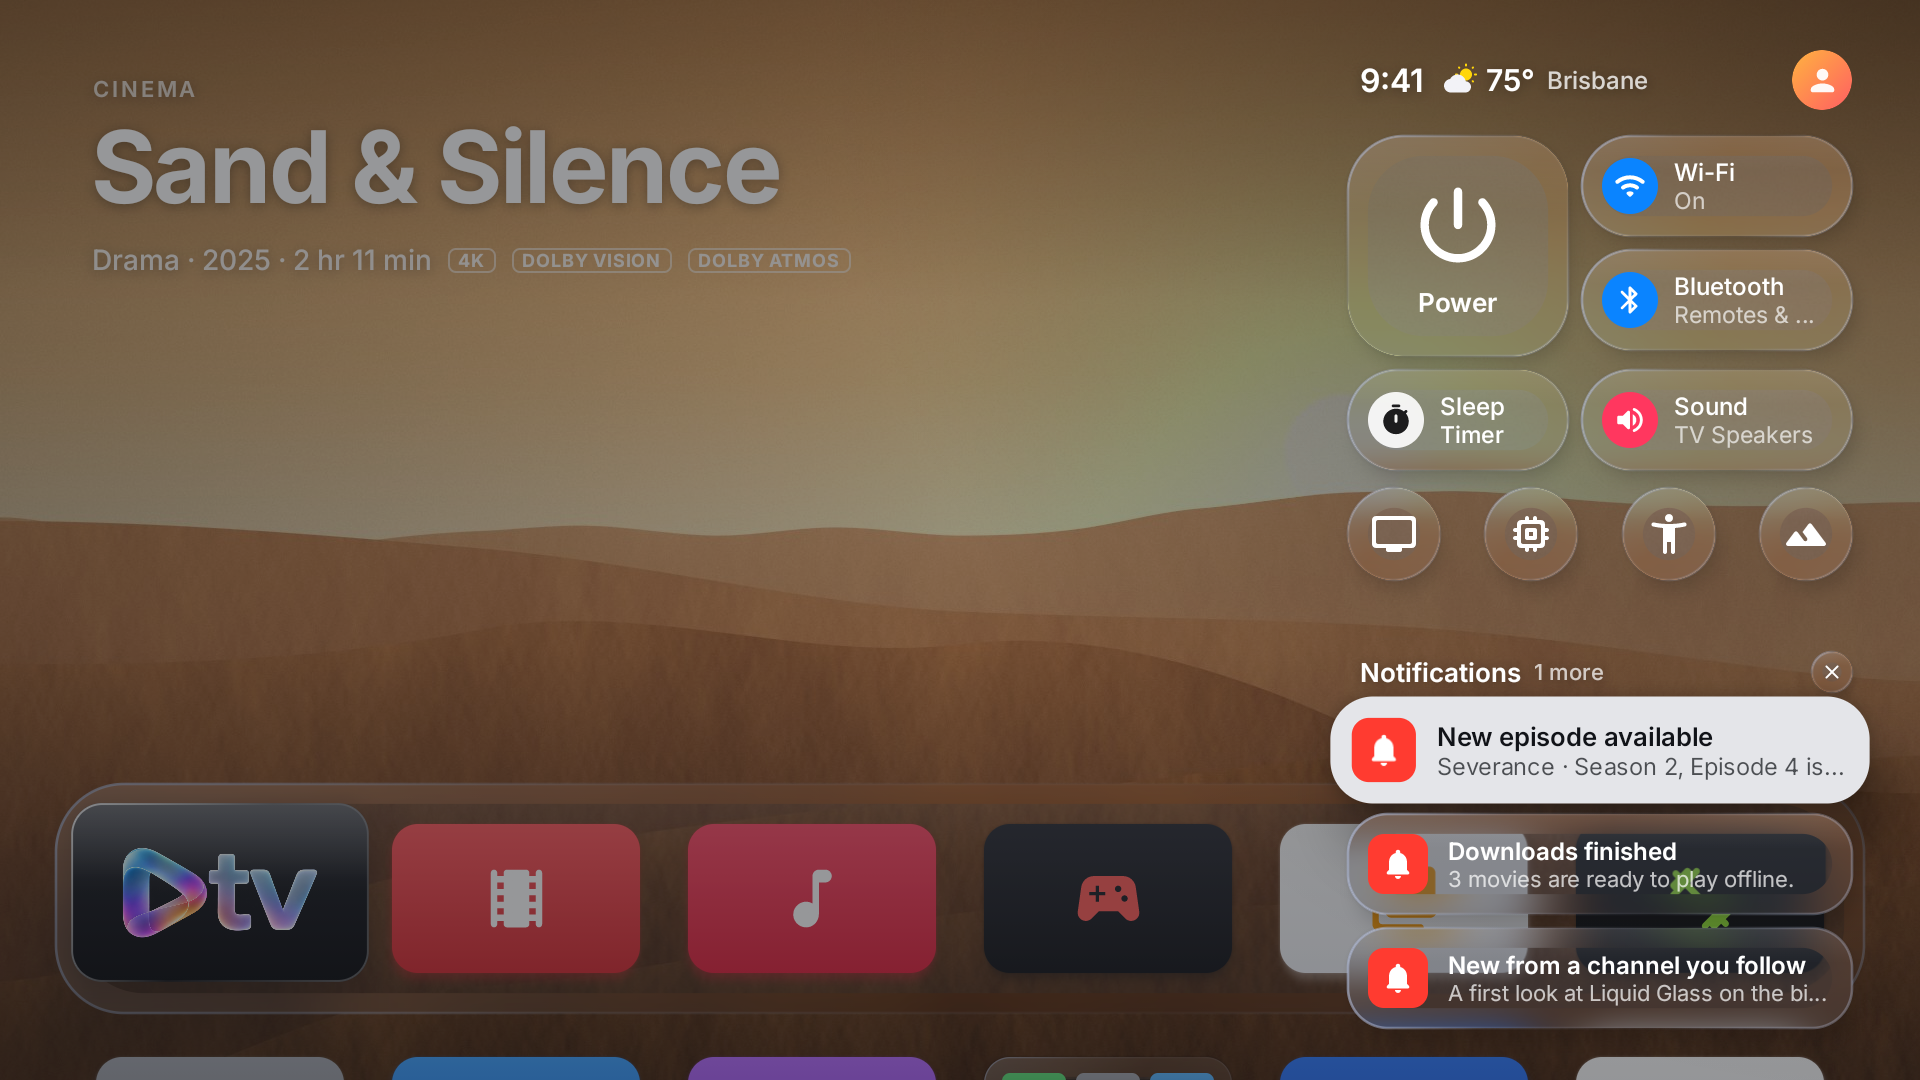 CINEMA
Sand & Silence
Drama · 2025 · 2 hr 11 min 4K DOLBY VISION DOLBY ATMOS
9:41 75° Brisbane
Power
Wi-Fi
On
Bluetooth
Remotes & ...
Sleep
Timer
Sound
TV Speakers
Notifications 1 more
New episode available
Severance · Season 2, Episode 4 is...
Downloads finished
3 movies are ready to play offline.
New from a channel you follow
A first look at Liquid Glass on the bi...
tv